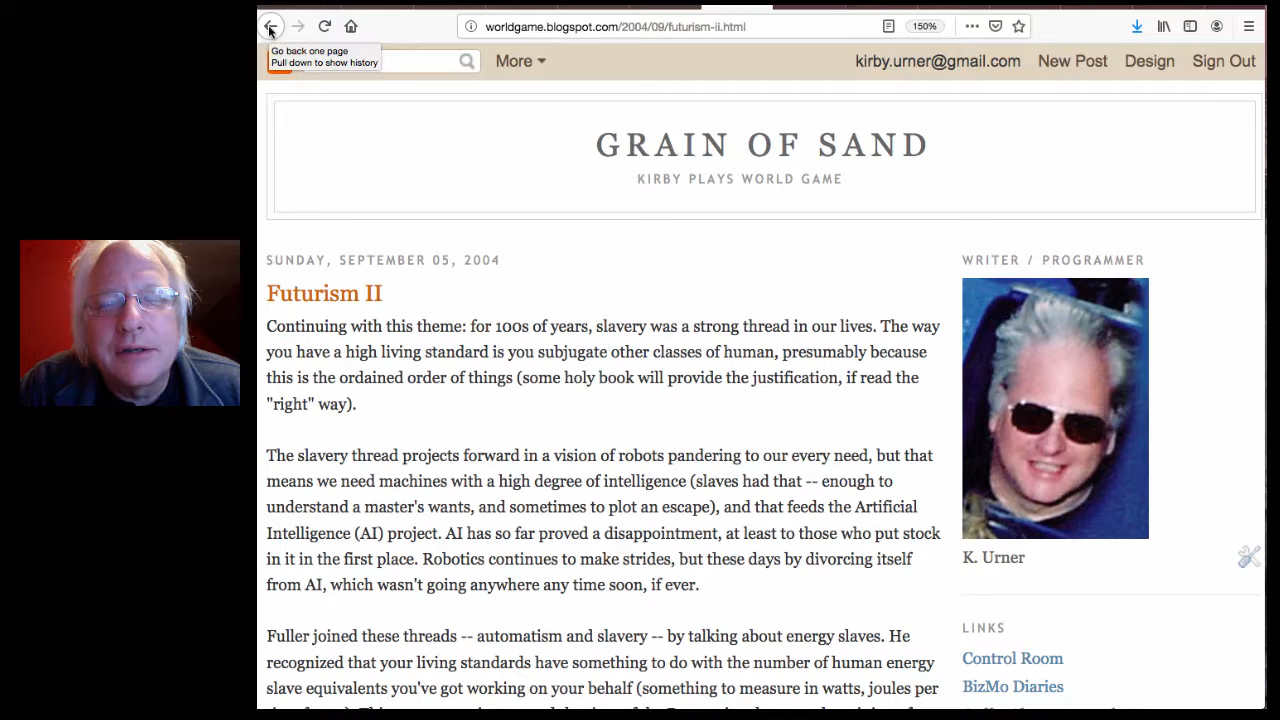 worldgame.blogspot.com/2004/09/futurism-ii.html
150%
Go back one page
Pull down to show history
More
kirby.urner@gmail.com
New Post
Design
Sign Out
GRAIN OF SAND
KIRBY PLAYS WORLD GAME
SUNDAY, SEPTEMBER 05, 2004
Futurism II
Continuing with this theme: for 100s of years, slavery was a strong thread in our lives. The way
you have a high living standard is you subjugate other classes of human, presumably because
this is the ordained order of things (some holy book will provide the justification, if read the
"right" way).
The slavery thread projects forward in a vision of robots pandering to our every need, but that
means we need machines with a high degree of intelligence (slaves had that -- enough to
understand a master's wants, and sometimes to plot an escape), and that feeds the Artificial
Intelligence (AI) project. AI has so far proved a disappointment, at least to those who put stock
in it in the first place. Robotics continues to make strides, but these days by divorcing itself
from AI, which wasn't going anywhere any time soon, if ever.
Fuller joined these threads -- automatism and slavery -- by talking about energy slaves. He
recognized that your living standards have something to do with the number of human energy
slave equivalents you've got working on your behalf (something to measure in watts, joules per
WRITER / PROGRAMMER
K. Urner
LINKS
Control Room
BizMo Diaries